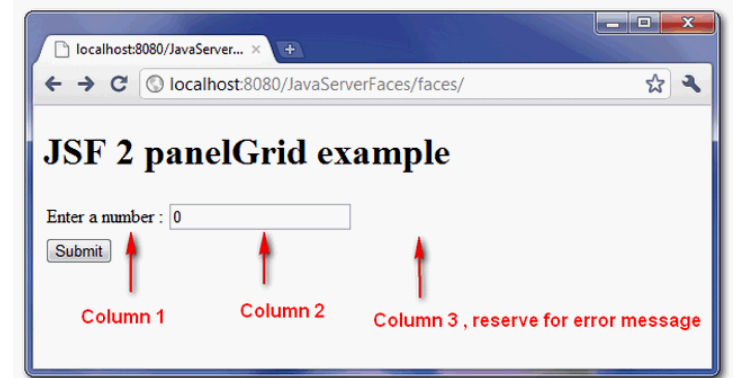 localhost:8080/JavaServer...
localhost:8080/JavaServerFaces/faces/
JSF 2 panelGrid example
Enter a number : 0
Submit
Column 1
Column 2
Column 3 , reserve for error message